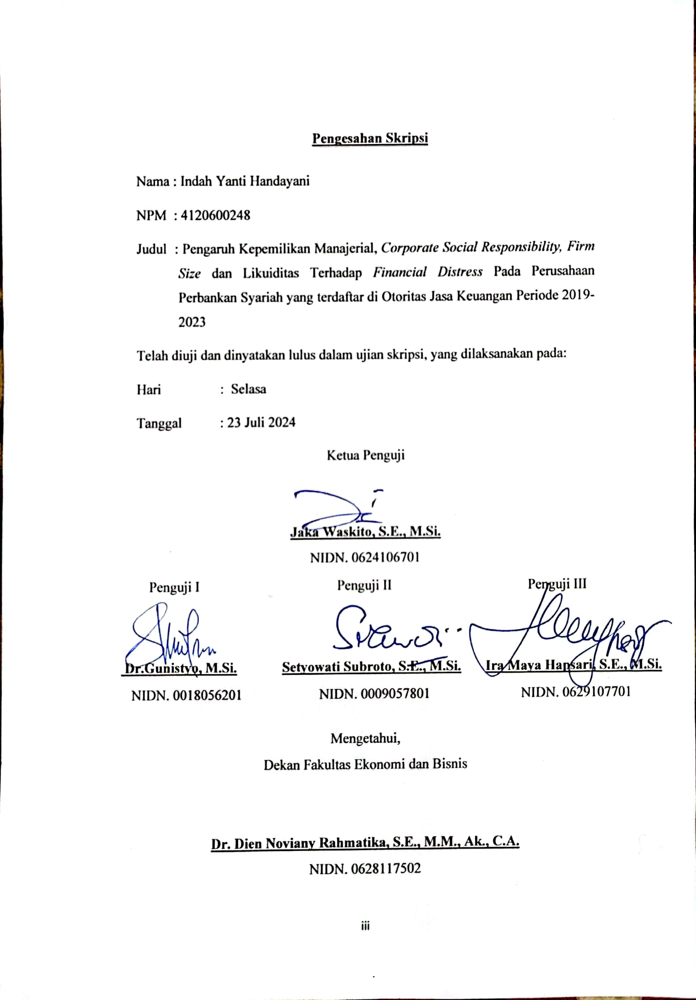 Pengesahan Skripsi
Nama : Indah Yanti Handayani
NPM : 4120600248
Judul : Pengaruh Kepemilikan Manajerial, Corporate Social Responsibility, Firm
Size dan Likuiditas Terhadap Financial Distress Pada Perusahaan
Perbankan Syariah yang terdaftar di Otoritas Jasa Keuangan Periode 2019-
2023
Telah diuji dan dinyatakan lulus dalam ujian skripsi, yang dilaksanakan pada:
Hari : Selasa
Tanggal : 23 Juli 2024
Ketua Penguji
Jaka Waskito, S.E., M.Si.
NIDN. 0624106701
Penguji I Penguji II Penguji III
Dr.Gunistyo, M.Si. Setyowati Subroto, S.E., M.Si. Ira Maya Hapsari, S.E., M.Si.
NIDN. 0018056201 NIDN. 0009057801 NIDN. 0629107701
Mengetahui,
Dekan Fakultas Ekonomi dan Bisnis
Dr. Dien Noviany Rahmatika, S.E., M.M., Ak., C.A.
NIDN. 0628117502
iii